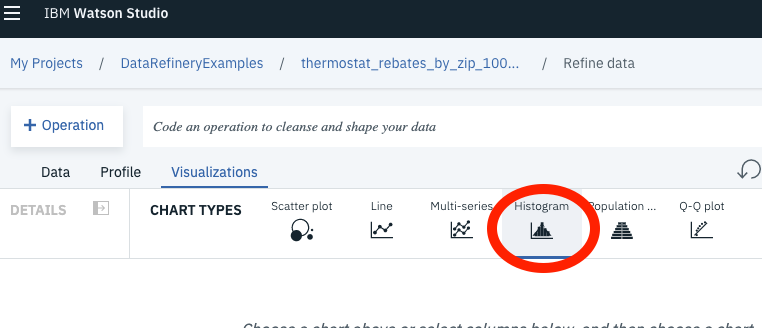 IBM Watson Studio
My Projects / DataRefineryExamples / thermostat_rebates_by_zip_100... / Refine data
+ Operation
Code an operation to cleanse and shape your data
Data Profile Visualizations
DETAILS
CHART TYPES
Scatter plot Line Multi-series Histogram Population ... Q-Q plot
Choose a chart above or select columns below, and then choose a chart